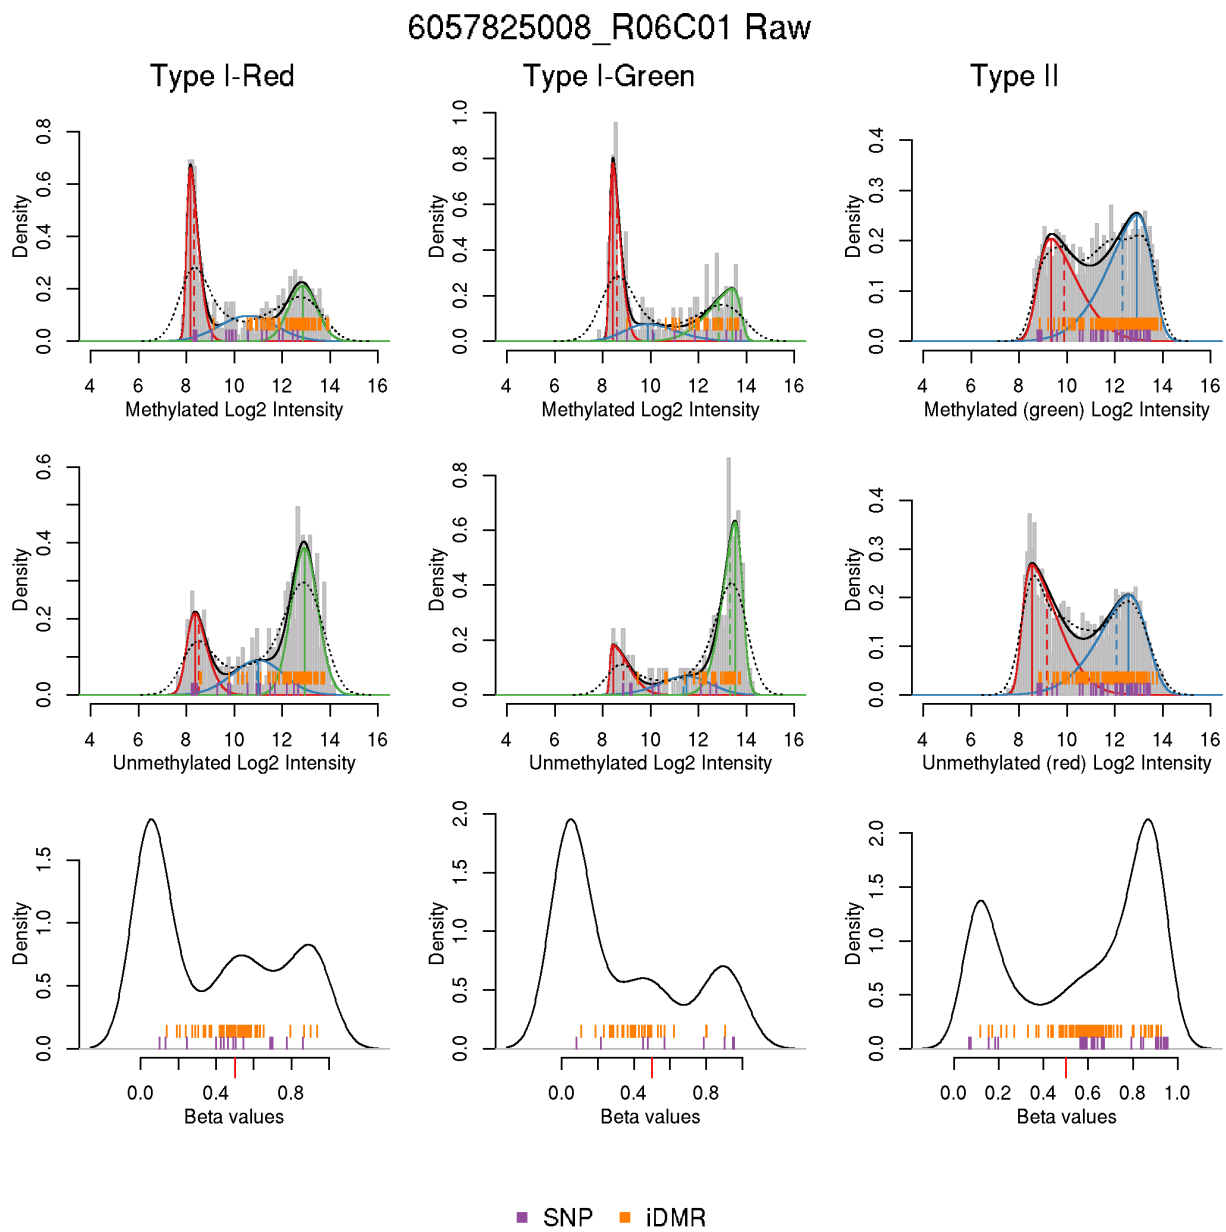 6057825008_R06C01 Raw
Type I-Red
Type I-Green
Type II
Density
0.0 0.2 0.4 0.6 0.8
4 6 8 10 12 14 16
Methylated Log2 Intensity
Density
0.0 0.2 0.4 0.6 0.8 1.0
4 6 8 10 12 14 16
Methylated Log2 Intensity
Density
0.0 0.1 0.2 0.3 0.4
4 6 8 10 12 14 16
Methylated (green) Log2 Intensity
Density
0.0 0.2 0.4 0.6
4 6 8 10 12 14 16
Unmethylated Log2 Intensity
Density
0.0 0.2 0.4 0.6 0.8
4 6 8 10 12 14 16
Unmethylated Log2 Intensity
Density
0.0 0.1 0.2 0.3 0.4
4 6 8 10 12 14 16
Unmethylated (red) Log2 Intensity
Density
0.0 0.5 1.0 1.5
0.0 0.4 0.8
Beta values
Density
0.0 0.5 1.0 1.5 2.0
0.0 0.4 0.8
Beta values
Density
0.0 0.5 1.0 1.5 2.0
0.0 0.2 0.4 0.6 0.8 1.0
Beta values
SNP iDMR